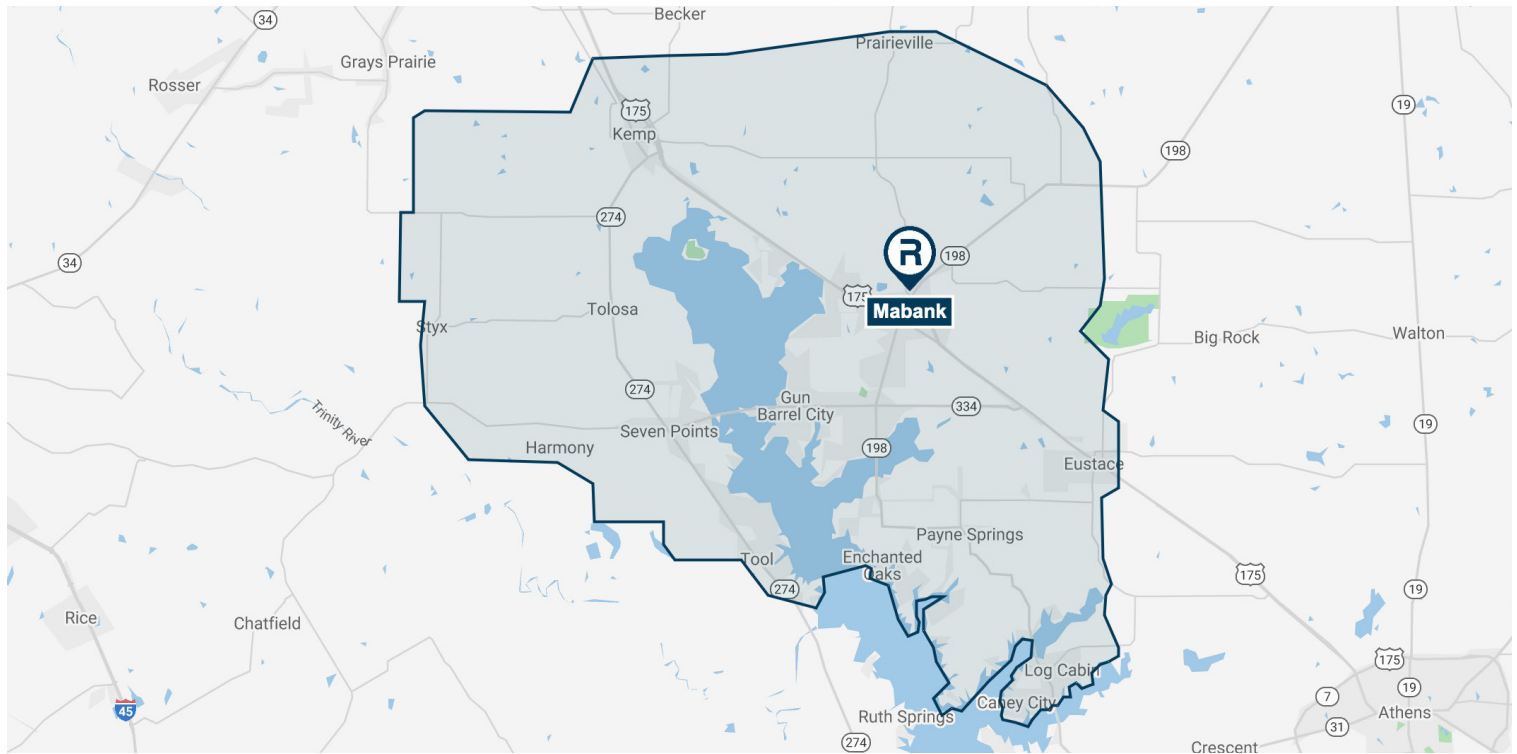 Becker
34
Prairieville
Grays Prairie
Rosser
175
19
Kemp
198
274
34
198
R
175
Mabank
Tolosa
Styx
Big Rock
Walton
274
Gun
Barrel City
334
Trinity River
Seven Points
19
Harmony
198
Eustace
Payne Springs
Tool
Enchanted
Oaks
175
274
19
Rice
Chatfield
175
Log Cabin
19
7
Caney City
45
Ruth Springs
Athens
31
274
Crescent